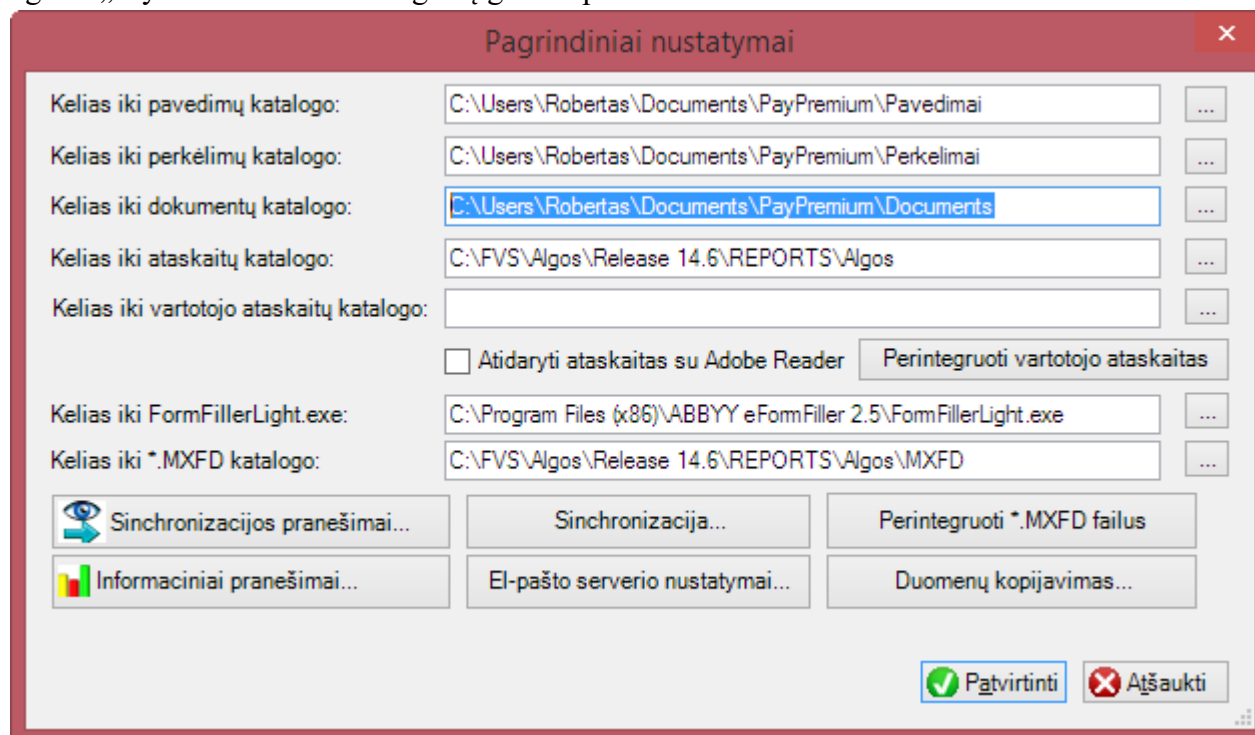 Pagrindiniai nustatymai
Kelias iki pavedimų katalogo: C:\Users\Robertas\Documents\PayPremium\Pavedimai ...
Kelias iki perkėlimų katalogo: C:\Users\Robertas\Documents\PayPremium\Perkelimai ...
Kelias iki dokumentų katalogo: C:\Users\Robertas\Documents\PayPremium\Documents ...
Kelias iki ataskaitų katalogo: C:\FVS\Algos\Release 14.6\REPORTS\Algos ...
Kelias iki vartotojo ataskaitų katalogo: ...
Atidaryti ataskaitas su Adobe Reader Perintegruoti vartotojo ataskaitas
Kelias iki FormFillerLight.exe: C:\Program Files (x86)\ABBYY eFormFiller 2.5\FormFillerLight.exe ...
Kelias iki *.MXFD katalogo: C:\FVS\Algos\Release 14.6\REPORTS\Algos\MXFD ...
Sinchronizacijos pranešimai... Sinchronizacija... Perintegruoti *.MXFD failus
Informaciniai pranešimai... El-pašto serverio nustatymai... Duomenų kopijavimas...
Patvirtinti Atšaukti